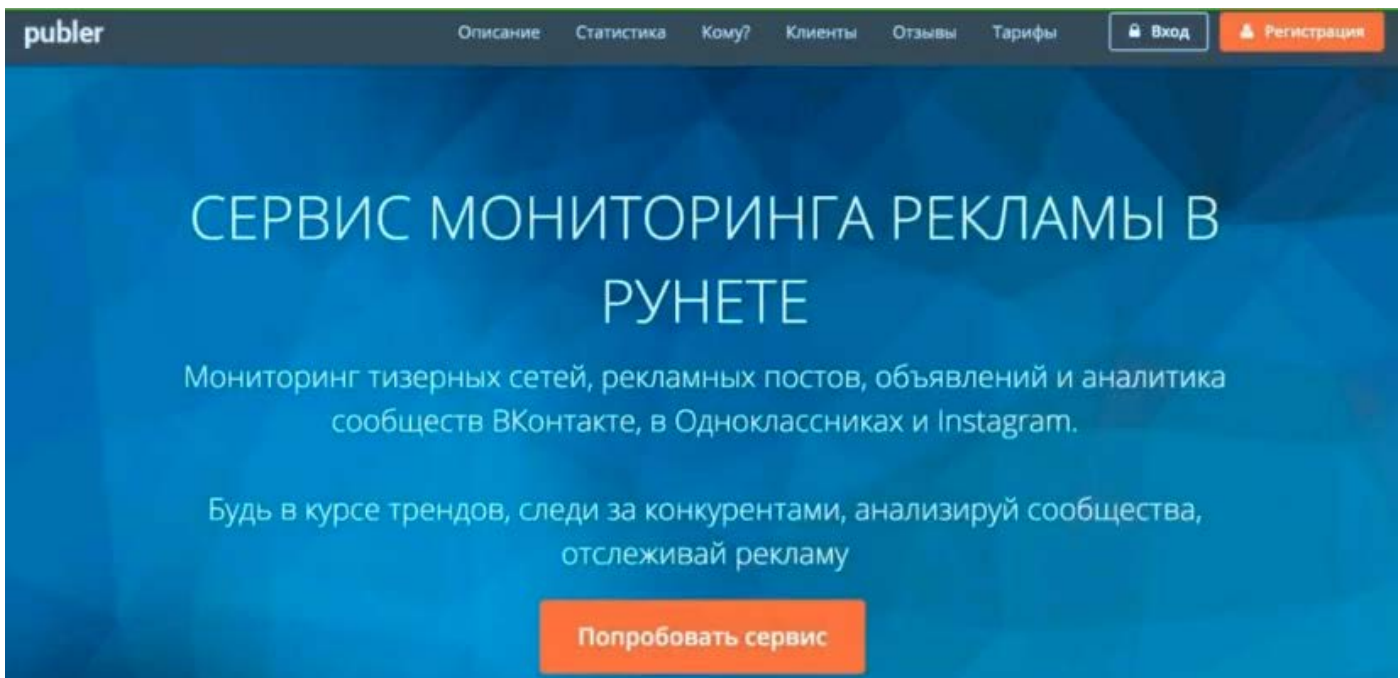 publer
Описание Статистика Кому? Клиенты Отзывы Тарифы Вход Регистрация
СЕРВИС МОНИТОРИНГА РЕКЛАМЫ В
РУНЕТЕ
Мониторинг тизерных сетей, рекламных постов, объявлений и аналитика
сообществ ВКонтакте, в Одноклассниках и Instagram.
Будь в курсе трендов, следи за конкурентами, анализируй сообщества,
отслеживай рекламу
Попробовать сервис